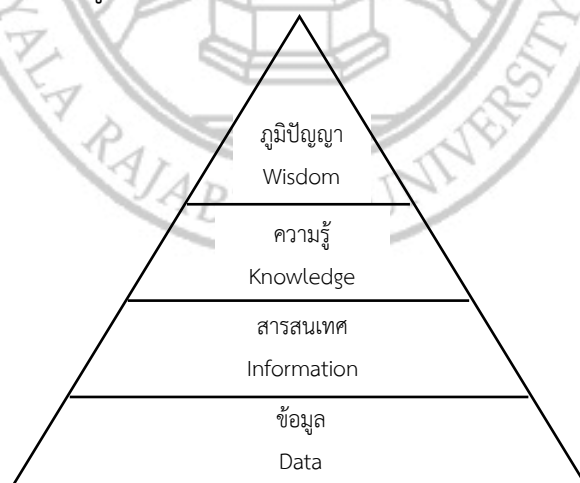 ภูมิปัญญา
Wisdom
ความรู้
Knowledge
สารสนเทศ
Information
ข้อมูล
Data